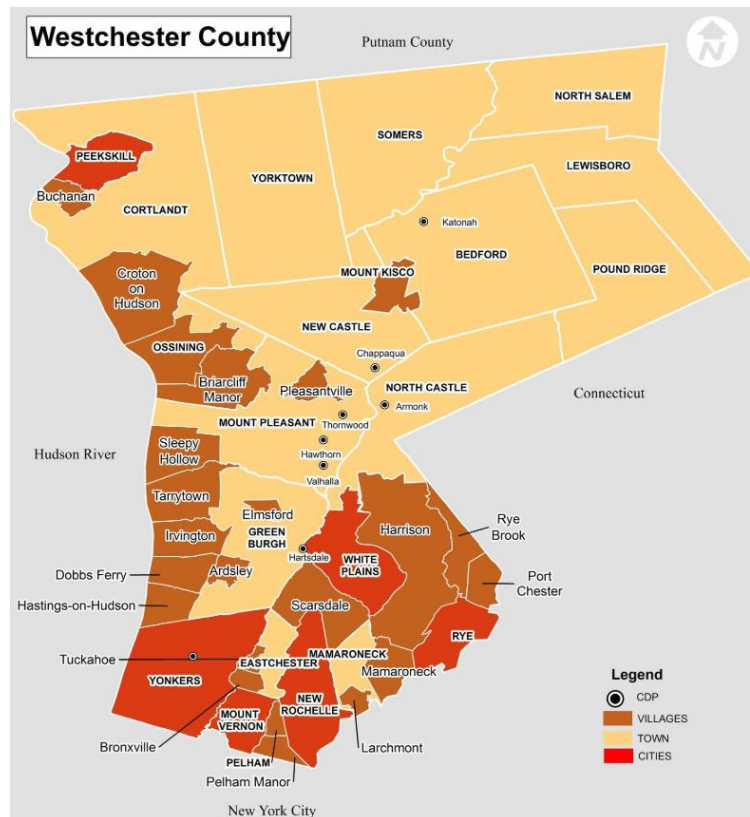 Westchester County
Putnam County
N
NORTH SALEM
SOMERS
PEEKSKILL
LEWISBORO
YORKTOWN
Buchanan
CORTLANDT
Katonah
BEDFORD
MOUNT KISCO
POUND RIDGE
Croton
on
Hudson
NEW CASTLE
OSSINING
Chappaqua
Briarcliff
Manor
Pleasantville
NORTH CASTLE
Connecticut
Armonk
Thornwood
MOUNT PLEASANT
Sleepy
Hollow
Hudson River
Hawthorn
Valhalla
Tarrytown
Elmsford
Harrison
Rye
Brook
Irvington
GREEN
BURGH
Hartsdale
WHITE
PLAINS
Dobbs Ferry
Ardsley
Port
Chester
Hastings-on-Hudson
Scarsdale
RYE
Tuckahoe
EASTCHESTER
MAMARONECK
Mamaroneck
YONKERS
NEW
ROCHELLE
MOUNT
VERNON
Bronxville
Larchmont
PELHAM
Pelham Manor
New York City
Legend
CDP
VILLAGES
TOWN
CITIES